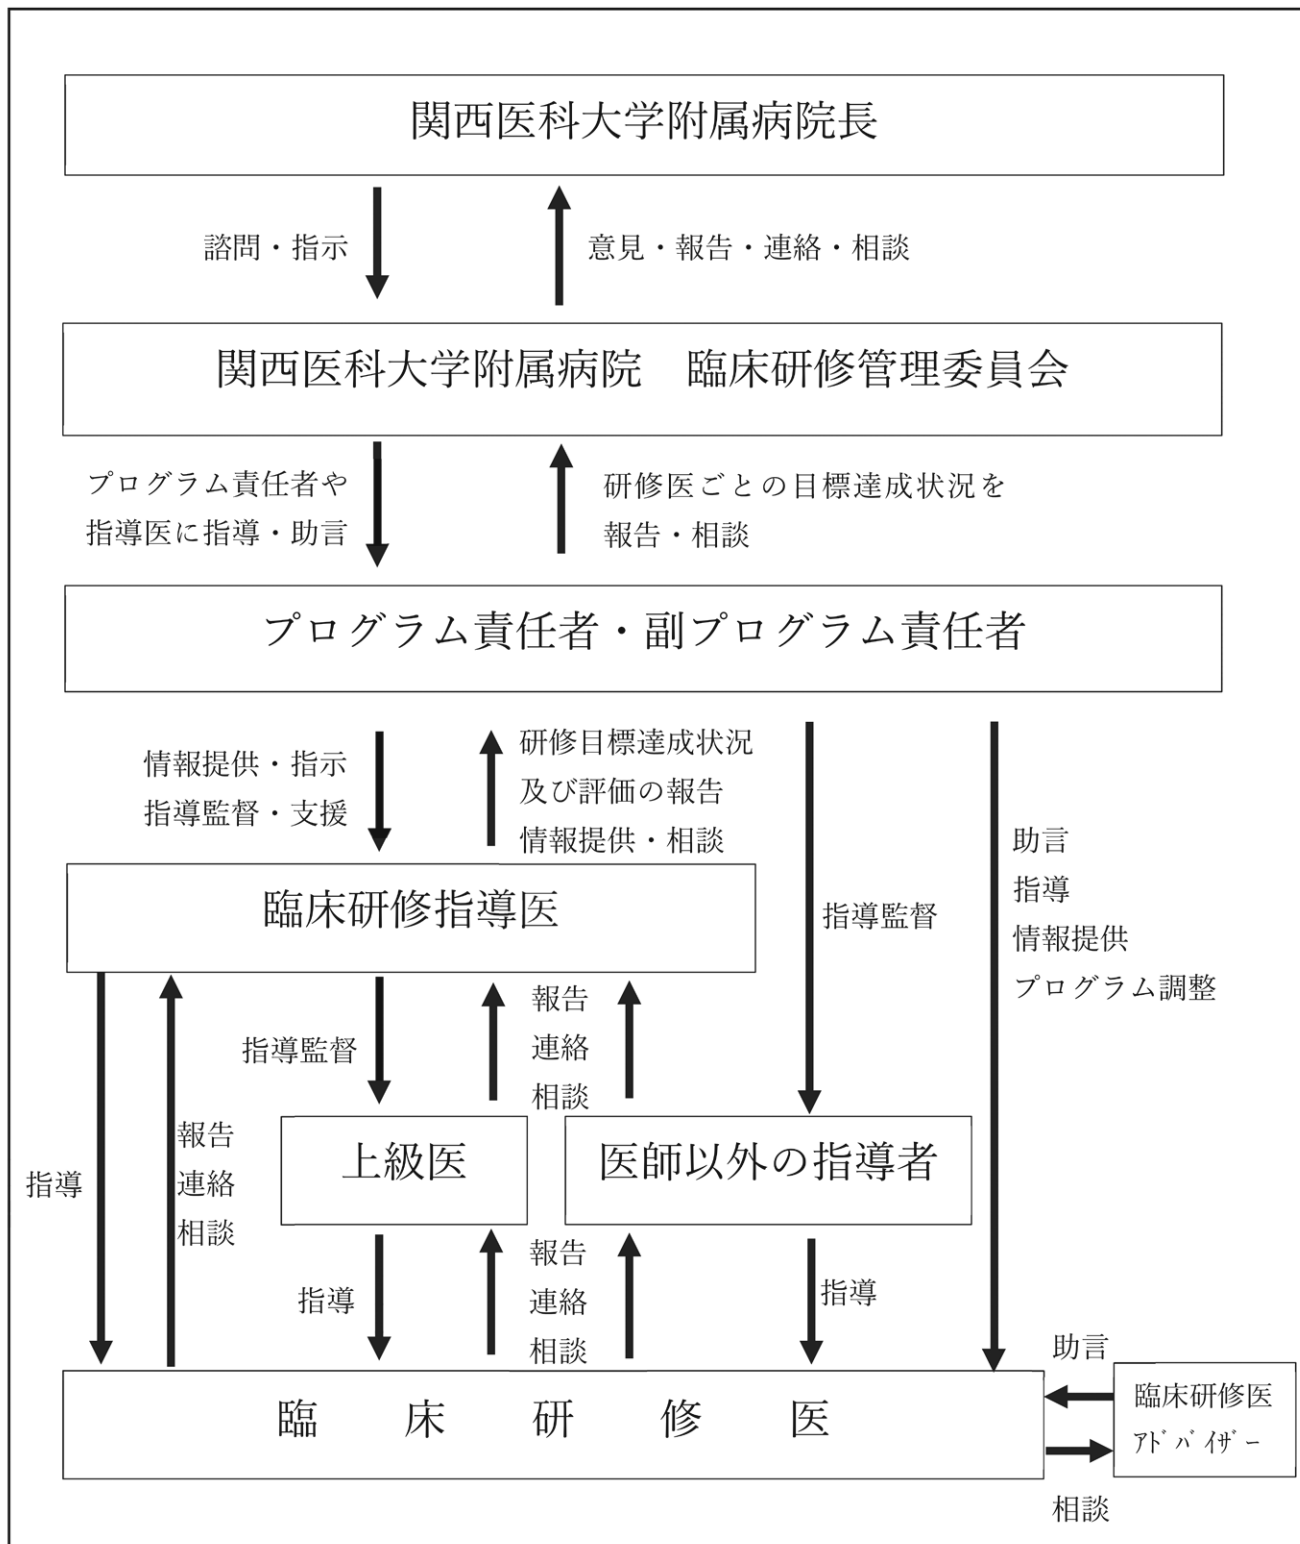 関西医科大学附属病院長
諮問・指示
意見・報告・連絡・相談
関西医科大学附属病院　臨床研修管理委員会
プログラム責任者や
指導医に指導・助言
研修医ごとの目標達成状況を
報告・相談
プログラム責任者・副プログラム責任者
情報提供・指示
指導監督・支援
研修目標達成状況
及び評価の報告
情報提供・相談
指導監督
助言
指導
情報提供
プログラム調整
臨床研修指導医
指導
報告
連絡
相談
指導監督
報告
連絡
相談
上級医
医師以外の指導者
指導
報告
連絡
相談
指導
臨床研修医
助言
臨床研修医
ｱﾄﾞﾊﾞｲｻﾞｰ
相談